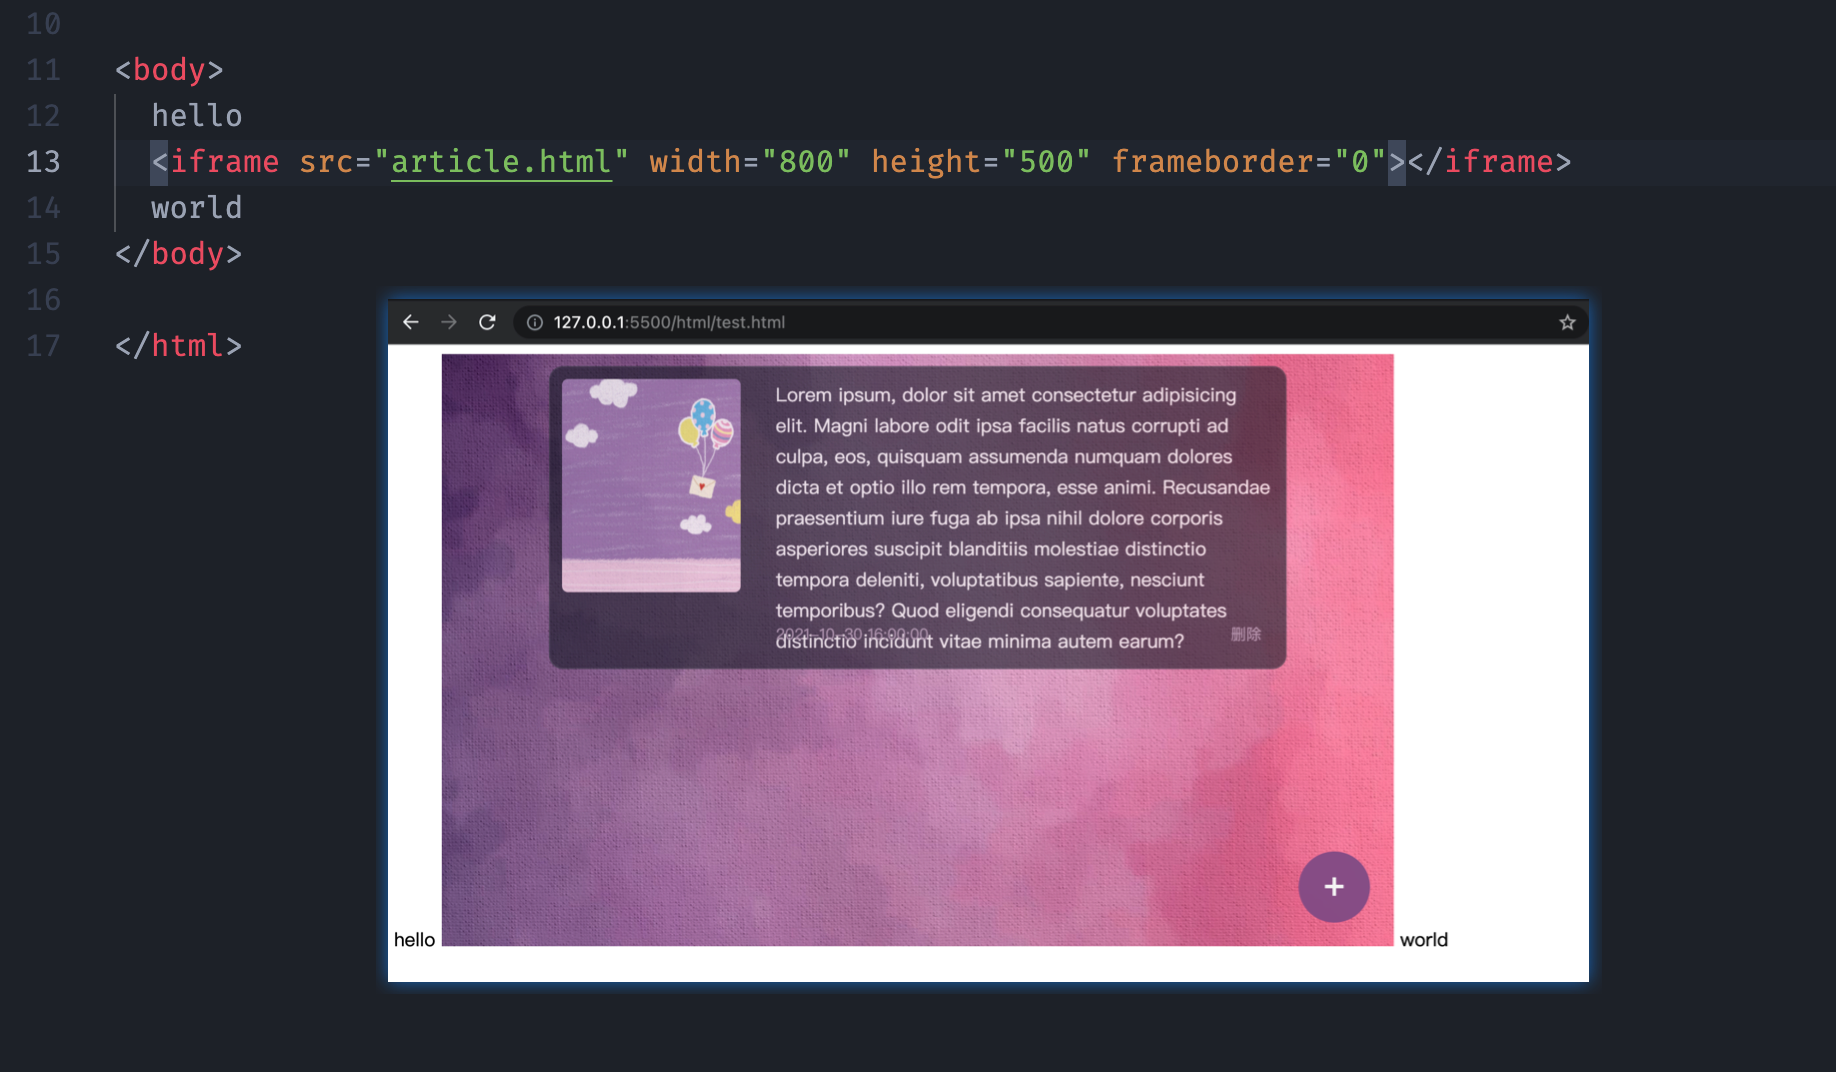 10
11 <body>
12 hello
13 <iframe src="article.html" width="800" height="500" frameborder="0"></iframe>
14 world
15 </body>
16
17 </html>
127.0.0.1:5500/html/test.html
Lorem ipsum, dolor sit amet consectetur adipisicing
elit. Magni labore odit ipsa facilis natus corrupti ad
culpa, eos, quisquam assumenda numquam dolores
dicta et optio illo rem tempora, esse animi. Recusandae
praesentium iure fuga ab ipsa nihil dolore corporis
asperiores suscipit blanditiis molestiae distinctio
tempora deleniti, voluptatibus sapiente, nesciunt
temporibus? Quod eligendi consequatur voluptates
2021-10-30 16:00:00 删除
distinctio incidunt vitae minima autem earum?
+
hello world